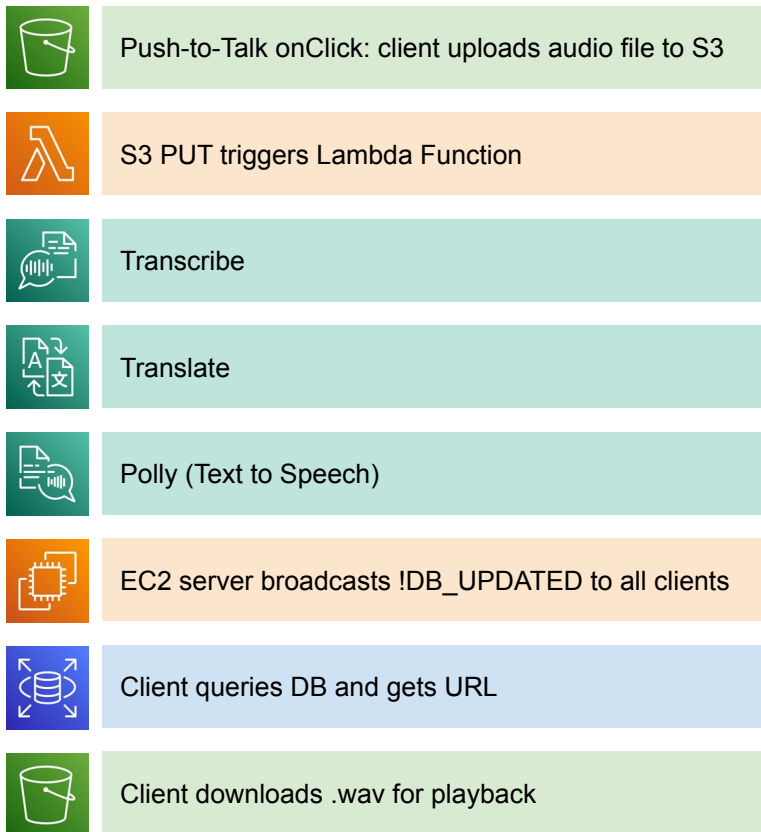 Push-to-Talk onClick: client uploads audio file to S3
S3 PUT triggers Lambda Function
Transcribe
A
文
Translate
Polly (Text to Speech)
EC2 server broadcasts !DB_UPDATED to all clients
Client queries DB and gets URL
Client downloads .wav for playback